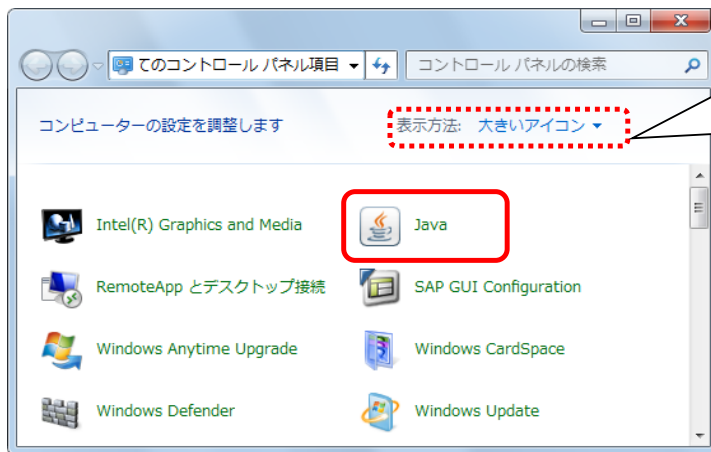 てのコントロール パネル項目
コントロール パネルの検索
コンピューターの設定を調整します
表示方法: 大きいアイコン
Intel(R) Graphics and Media
Java
RemoteApp とデスクトップ接続
SAP GUI Configuration
Windows Anytime Upgrade
Windows CardSpace
Windows Defender
Windows Update